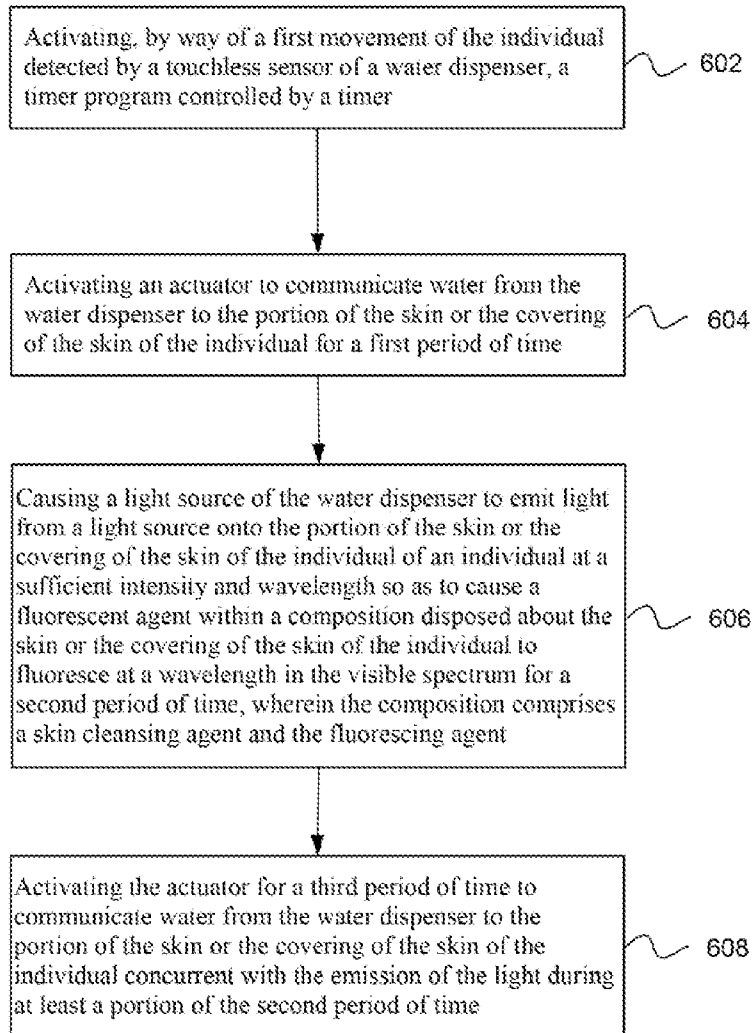 Activating, by way of a first movement of the individual
detected by a touchless sensor of a water dispenser, a
timer program controlled by a timer
602
Activating an actuator to communicate water from the
water dispenser to the portion of the skin or the covering
of the skin of the individual for a first period of time
604
Causing a light source of the water dispenser to emit light
from a light source onto the portion of the skin or the
covering of the skin of the individual of an individual at a
sufficient intensity and wavelength so as to cause a
fluorescent agent within a composition disposed about the
skin or the covering of the skin of the individual to
fluoresce at a wavelength in the visible spectrum for a
second period of time, wherein the composition comprises
a skin cleansing agent and the fluorescing agent
606
Activating the actuator for a third period of time to
communicate water from the water dispenser to the
portion of the skin or the covering of the skin of the
individual concurrent with the emission of the light during
at least a portion of the second period of time
608